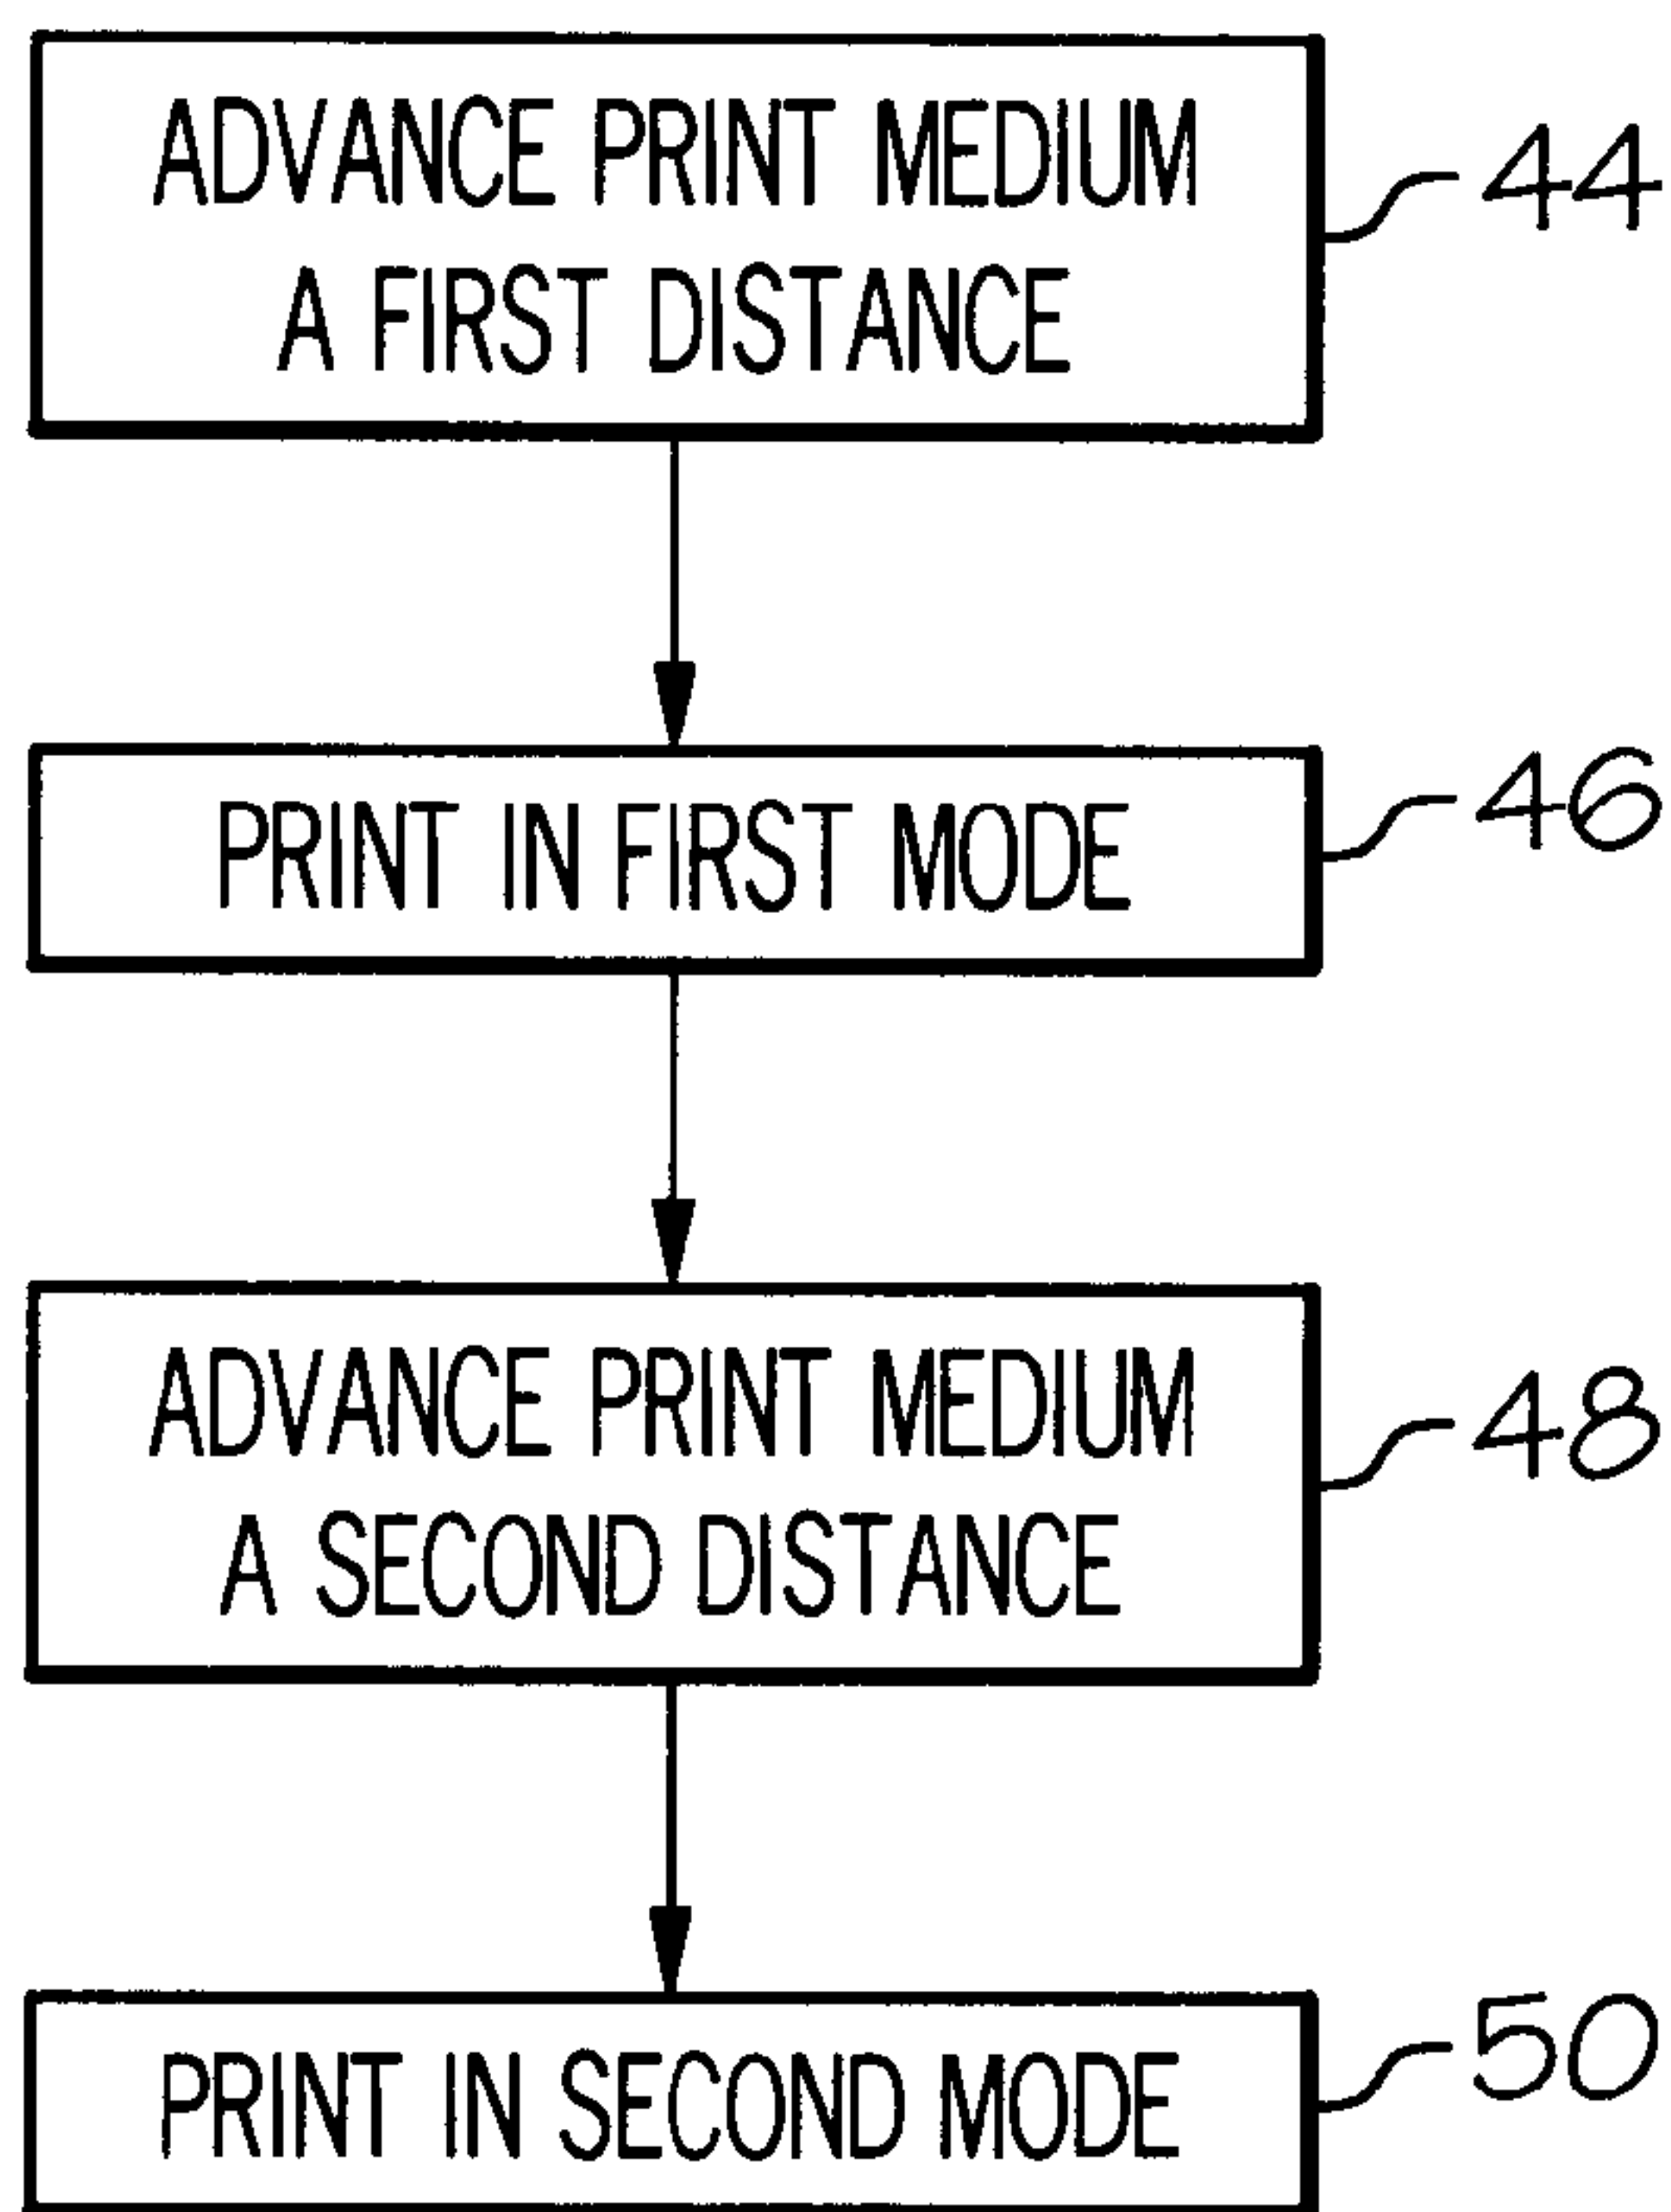 ADVANCE PRINT MEDIUM
A FIRST DISTANCE
44
PRINT IN FIRST MODE
46
ADVANCE PRINT MEDIUM
A SECOND DISTANCE
48
PRINT IN SECOND MODE
50